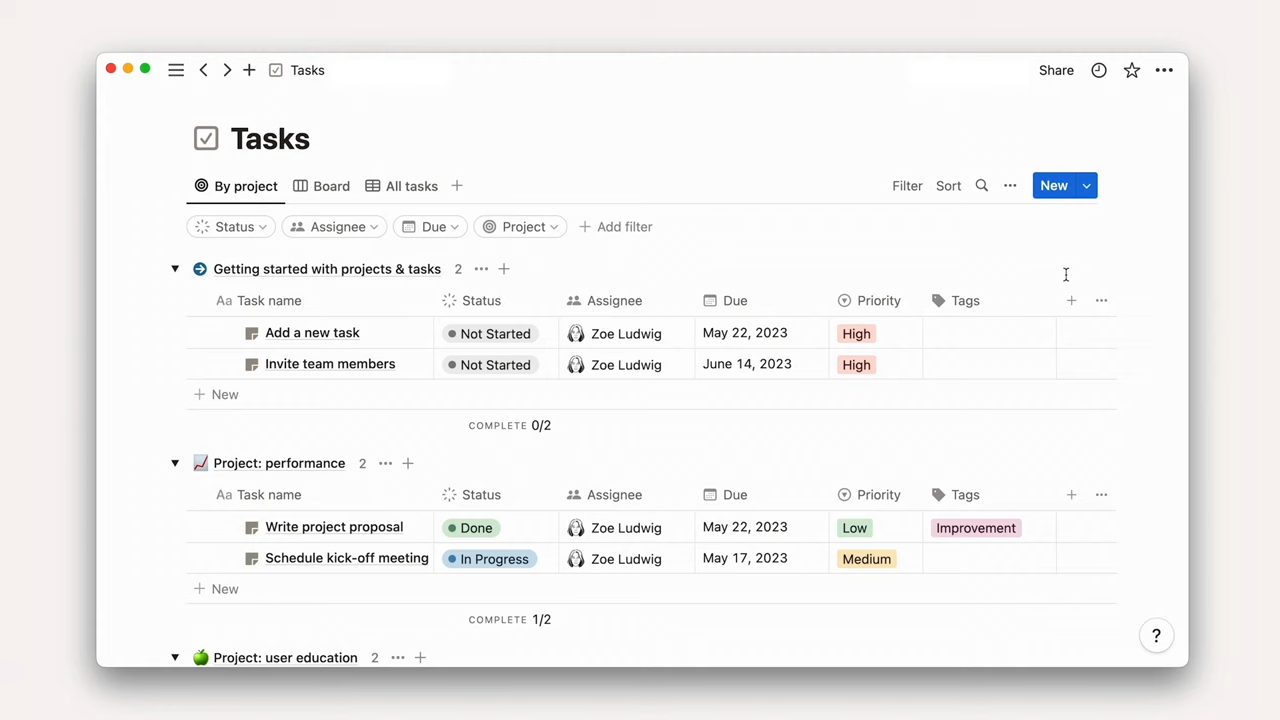 Tasks
Share
Tasks
By project Board All tasks
Filter Sort New
Status Assignee Due Project Add filter
Getting started with projects & tasks 2
Aa Task name Status Assignee Due Priority Tags
Add a new task Not Started Zoe Ludwig May 22, 2023 High
Invite team members Not Started Zoe Ludwig June 14, 2023 High
+ New
COMPLETE 0/2
Project: performance 2
Aa Task name Status Assignee Due Priority Tags
Write project proposal Done Zoe Ludwig May 22, 2023 Low Improvement
Schedule kick-off meeting In Progress Zoe Ludwig May 17, 2023 Medium
+ New
COMPLETE 1/2
Project: user education 2
?